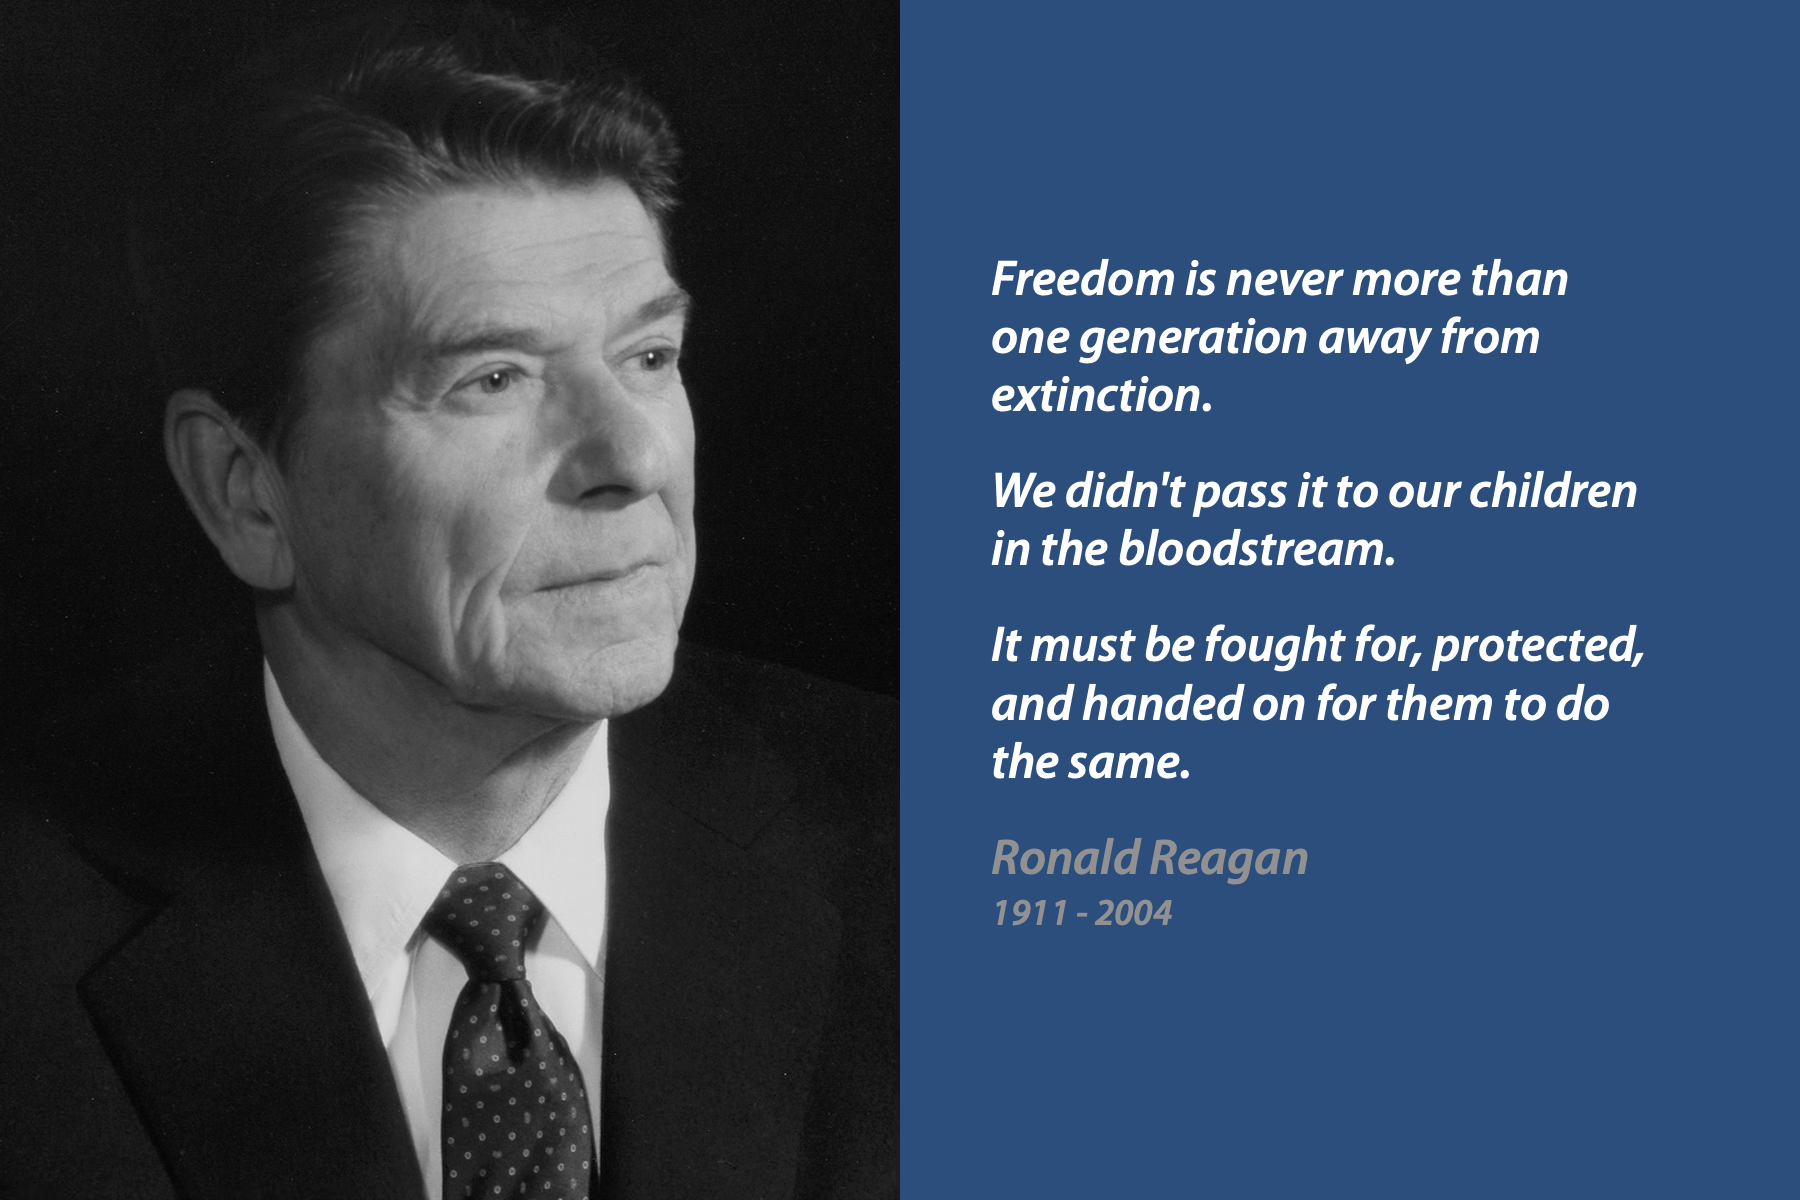 Freedom is never more than
one generation away from
extinction.
We didn't pass it to our children
in the bloodstream.
It must be fought for, protected,
and handed on for them to do
the same.
Ronald Reagan
1911 - 2004